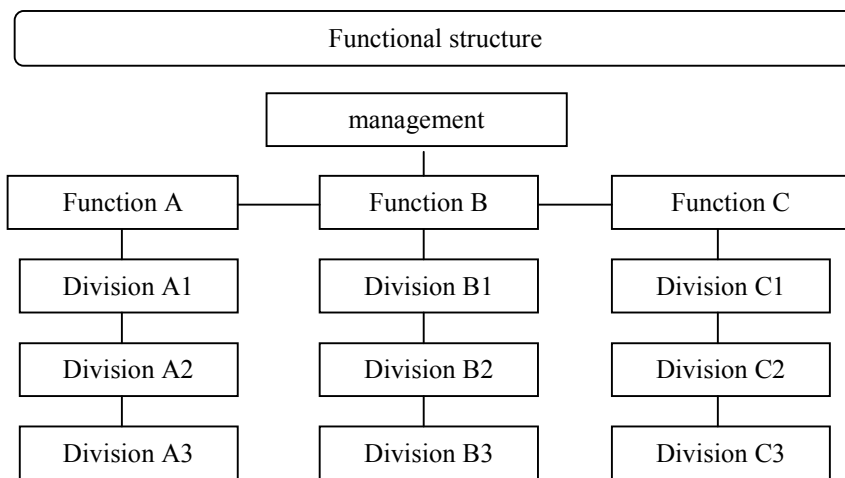 Functional structure
management
Function A
Function B
Function C
Division A1
Division B1
Division C1
Division A2
Division B2
Division C2
Division A3
Division B3
Division C3